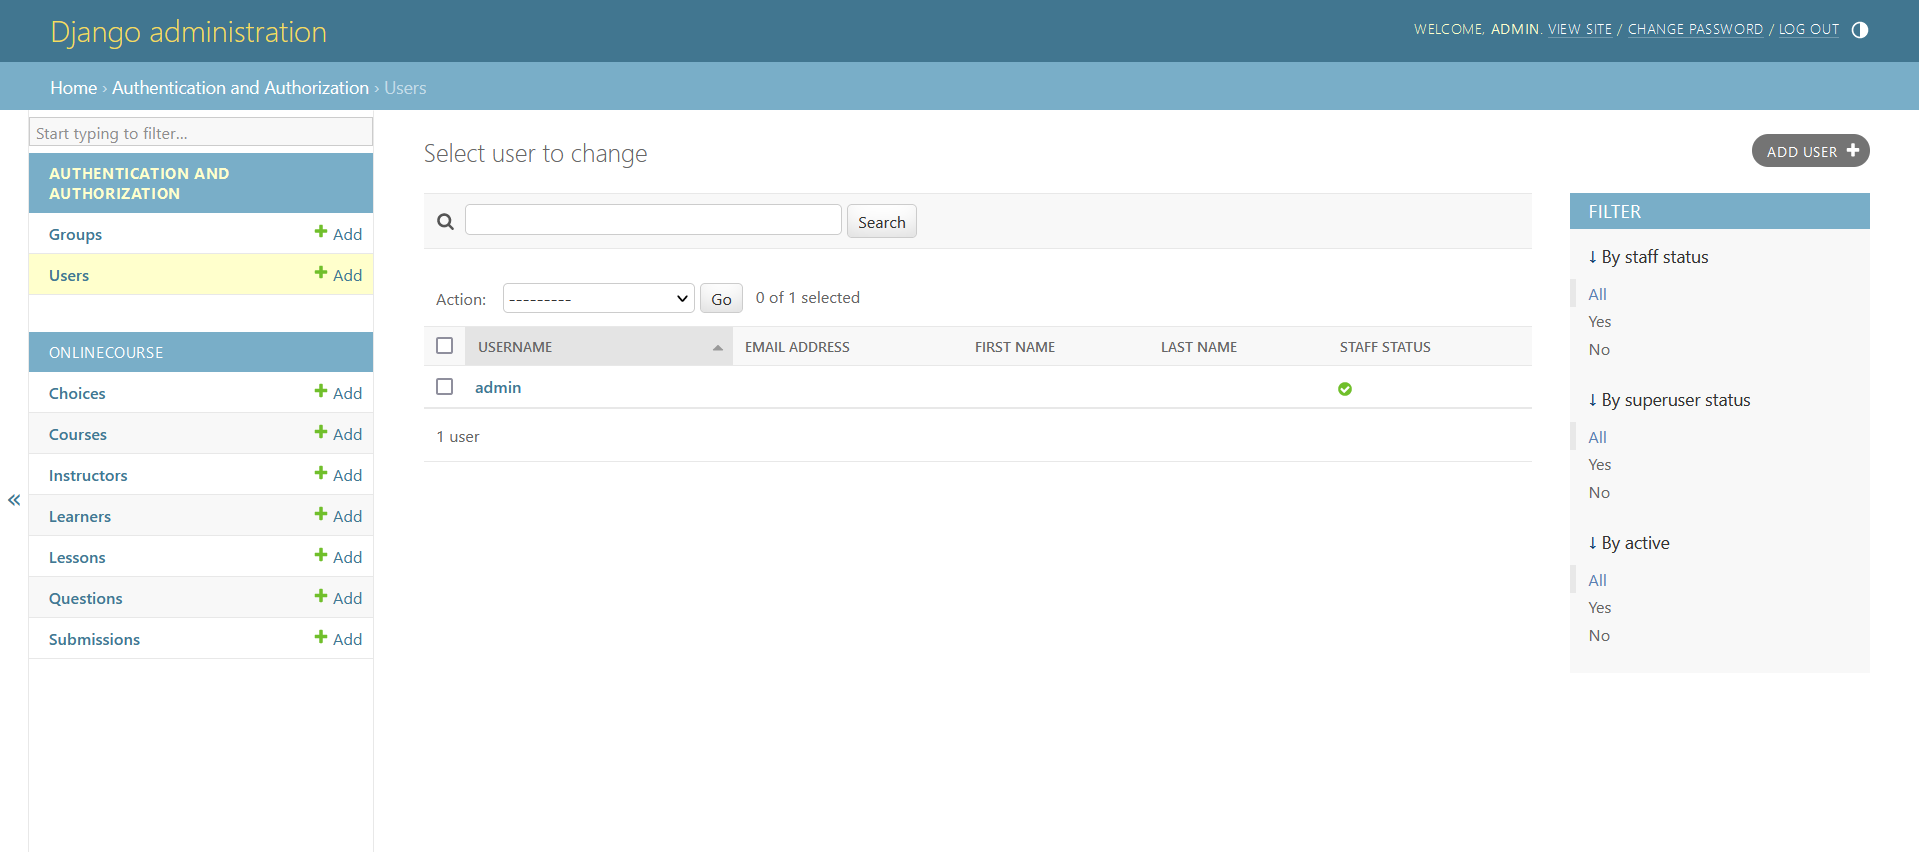 Django administration
WELCOME, ADMIN. VIEW SITE / CHANGE PASSWORD / LOG OUT
Home › Authentication and Authorization › Users
Start typing to filter...
AUTHENTICATION AND
AUTHORIZATION
Groups Add
Users Add
ONLINECOURSE
Choices Add
Courses Add
Instructors Add
Learners Add
Lessons Add
Questions Add
Submissions Add
«
Select user to change
ADD USER
Search
Action: --------- Go 0 of 1 selected
USERNAME EMAIL ADDRESS FIRST NAME LAST NAME STAFF STATUS
admin
1 user
FILTER
↓ By staff status
All
Yes
No
↓ By superuser status
All
Yes
No
↓ By active
All
Yes
No